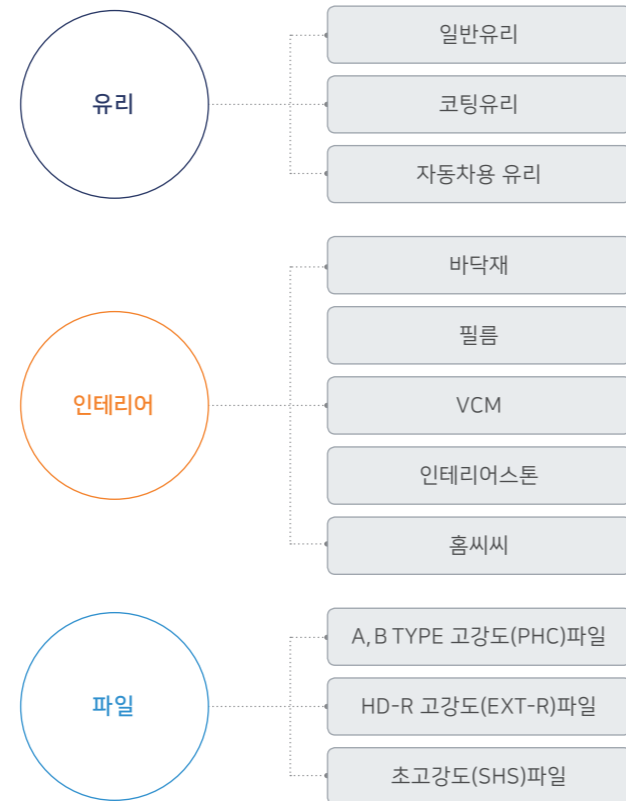 유리
일반유리
코팅유리
자동차용 유리
인테리어
바닥재
필름
VCM
인테리어스톤
홈씨씨
파일
A, B TYPE 고강도(PHC)파일
HD-R 고강도(EXT-R)파일
초고강도(SHS)파일